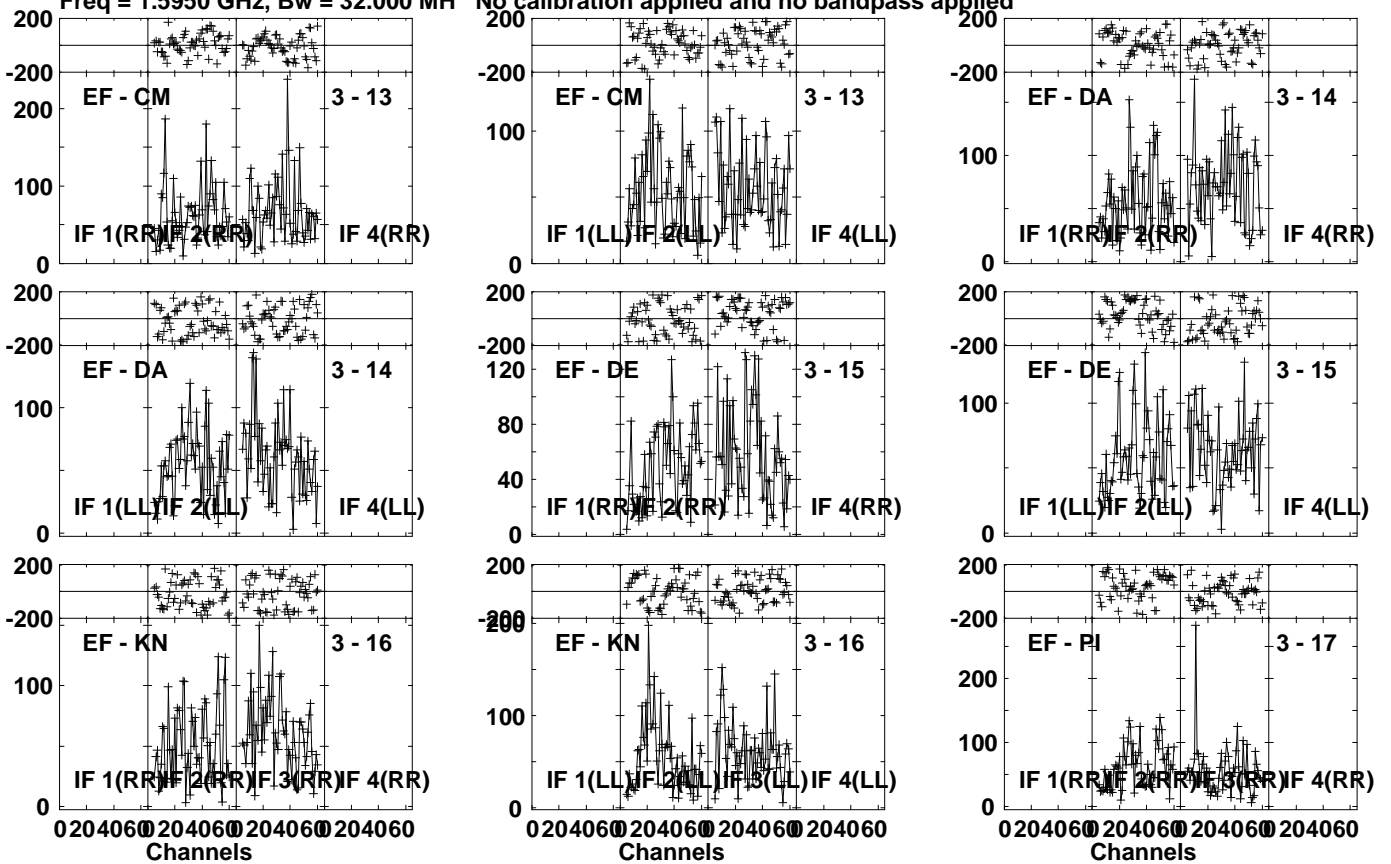 Freq = 1.5950 GHz, Bw = 32.000 MH No calibration applied and no bandpass applied
200 200 200
-200 -200 -200
EF - CM 3 - 13 EF - CM 3 - 13 EF - DA 3 - 14
200
100 100 100
IF 1(RR) IF 2(RR) IF 4(RR) IF 1(LL) IF 2(LL) IF 4(LL) IF 1(RR) IF 2(RR) IF 4(RR)
0 0 0
200 200 200
-200 -200 -200
EF - DA 3 - 14 EF - DE 3 - 15 EF - DE 3 - 15
120
100 100
80
40
IF 1(LL) IF 2(LL) IF 4(LL) IF 1(RR) IF 2(RR) IF 4(RR) IF 1(LL) IF 2(LL) IF 4(LL)
0 0 0
200 200 200
-200 -200 -200
200
EF - KN 3 - 16 EF - KN 3 - 16 EF - PI 3 - 17
200
100 100 100
IF 1(RR) IF 2(RR) IF 3(RR) IF 4(RR) IF 1(LL) IF 2(LL) IF 3(LL) IF 4(LL) IF 1(RR) IF 2(RR) IF 3(RR) IF 4(RR)
0 0 0
0 20 40 60 0 20 40 60 0 20 40 60 0 20 40 60 0 20 40 60 0 20 40 60 0 20 40 60 0 20 40 60 0 20 40 60 0 20 40 60 0 20 40 60 0 20 40 60
Channels Channels Channels